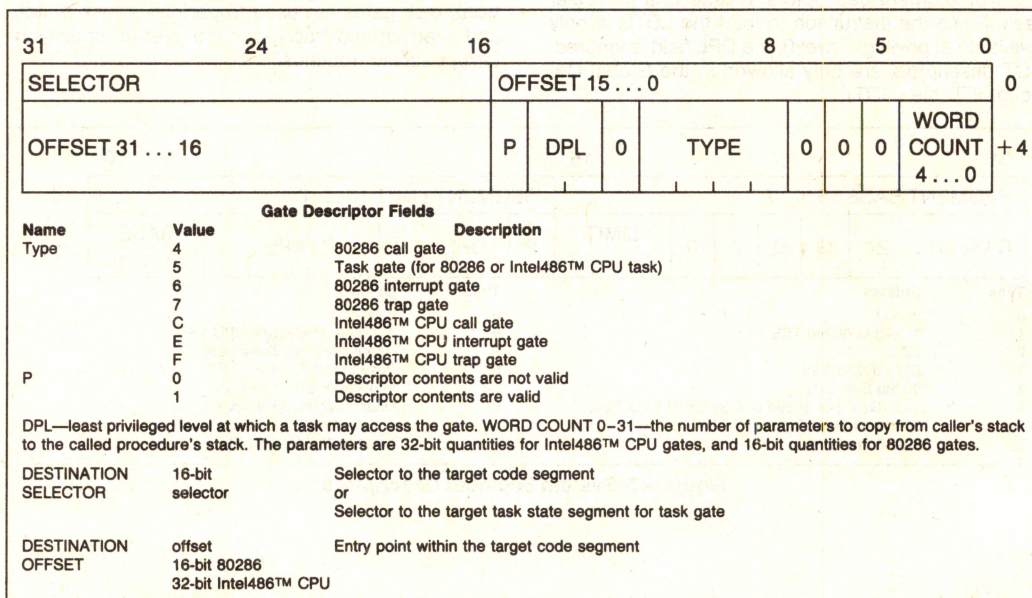 31 24 16 8 5 0
SELECTOR OFFSET 15 . . . 0 0
OFFSET 31 . . . 16 P DPL 0 TYPE 0 0 0 WORD COUNT 4 . . . 0 +4
Gate Descriptor Fields
Name Value Description
Type 4 80286 call gate
5 Task gate (for 80286 or Intel486™ CPU task)
6 80286 interrupt gate
7 80286 trap gate
C Intel486™ CPU call gate
E Intel486™ CPU interrupt gate
F Intel486™ CPU trap gate
P 0 Descriptor contents are not valid
1 Descriptor contents are valid
DPL—least privileged level at which a task may access the gate. WORD COUNT 0–31—the number of parameters to copy from caller's stack
to the called procedure's stack. The parameters are 32-bit quantities for Intel486™ CPU gates, and 16-bit quantities for 80286 gates.
DESTINATION 16-bit Selector to the target code segment
SELECTOR selector or
Selector to the target task state segment for task gate
DESTINATION offset Entry point within the target code segment
OFFSET 16-bit 80286
32-bit Intel486™ CPU